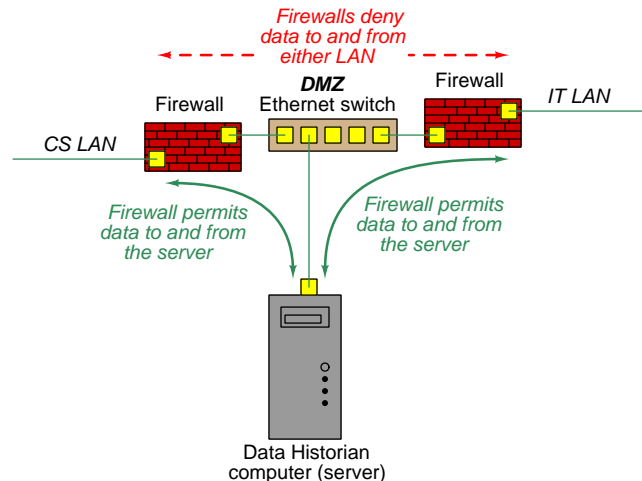 Firewalls deny
data to and from
either LAN
DMZ
Firewall
Ethernet switch
Firewall
IT LAN
CS LAN
Firewall permits
data to and from
the server
Firewall permits
data to and from
the server
Data Historian
computer (server)